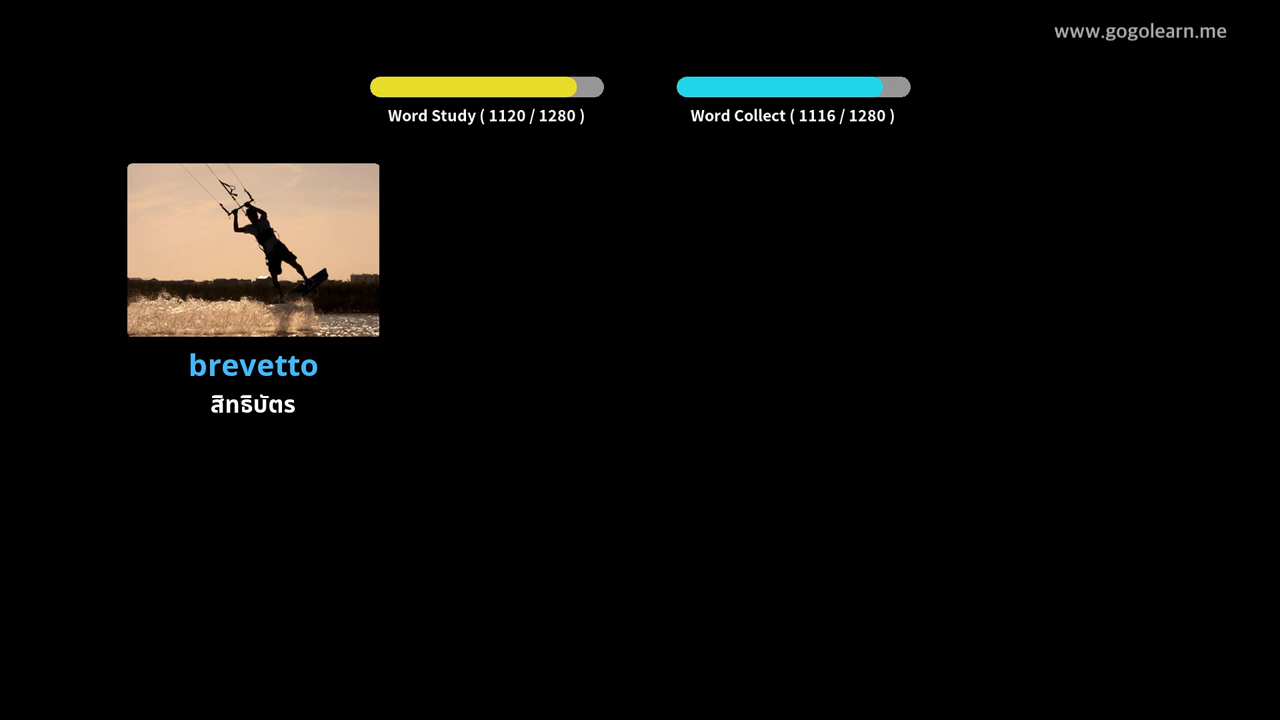 www.gogolearn.me
Word Study ( 1120 / 1280 )
Word Collect ( 1116 / 1280 )
brevetto
สิทธิบัตร